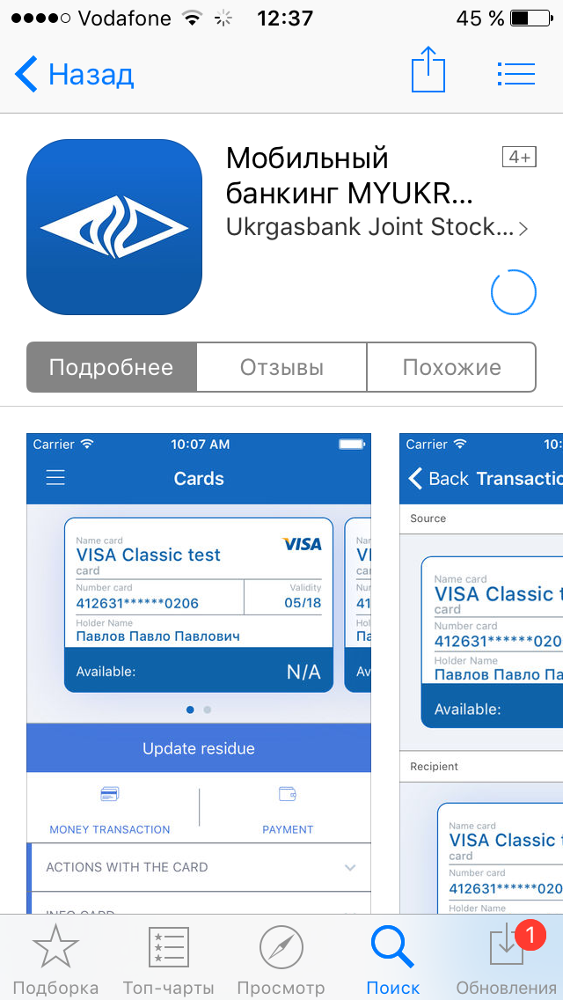 Vodafone 12:37 45 %
Назад
Мобильный 4+
банкинг MYUKR...
Ukrgasbank Joint Stock...
Подробнее Отзывы Похожие
Carrier 10:07 AM
Cards
Name card
VISA Classic test VISA
card
Number card Validity
412631******0206 05/18
Holder Name
Павлов Павло Павлович
Available: N/A
Update residue
MONEY TRANSACTION PAYMENT
ACTIONS WITH THE CARD
INFO CARD
Carrier 10:
Back Transactio
Source
Name card
VISA Classic t
card
Number card
412631******020
Holder Name
Павлов Павло Па
Available:
Recipient
Name card
VISA Classic t
card
Number card
412631******020
Holder Name
1
Подборка Топ-чарты Просмотр Поиск Обновления